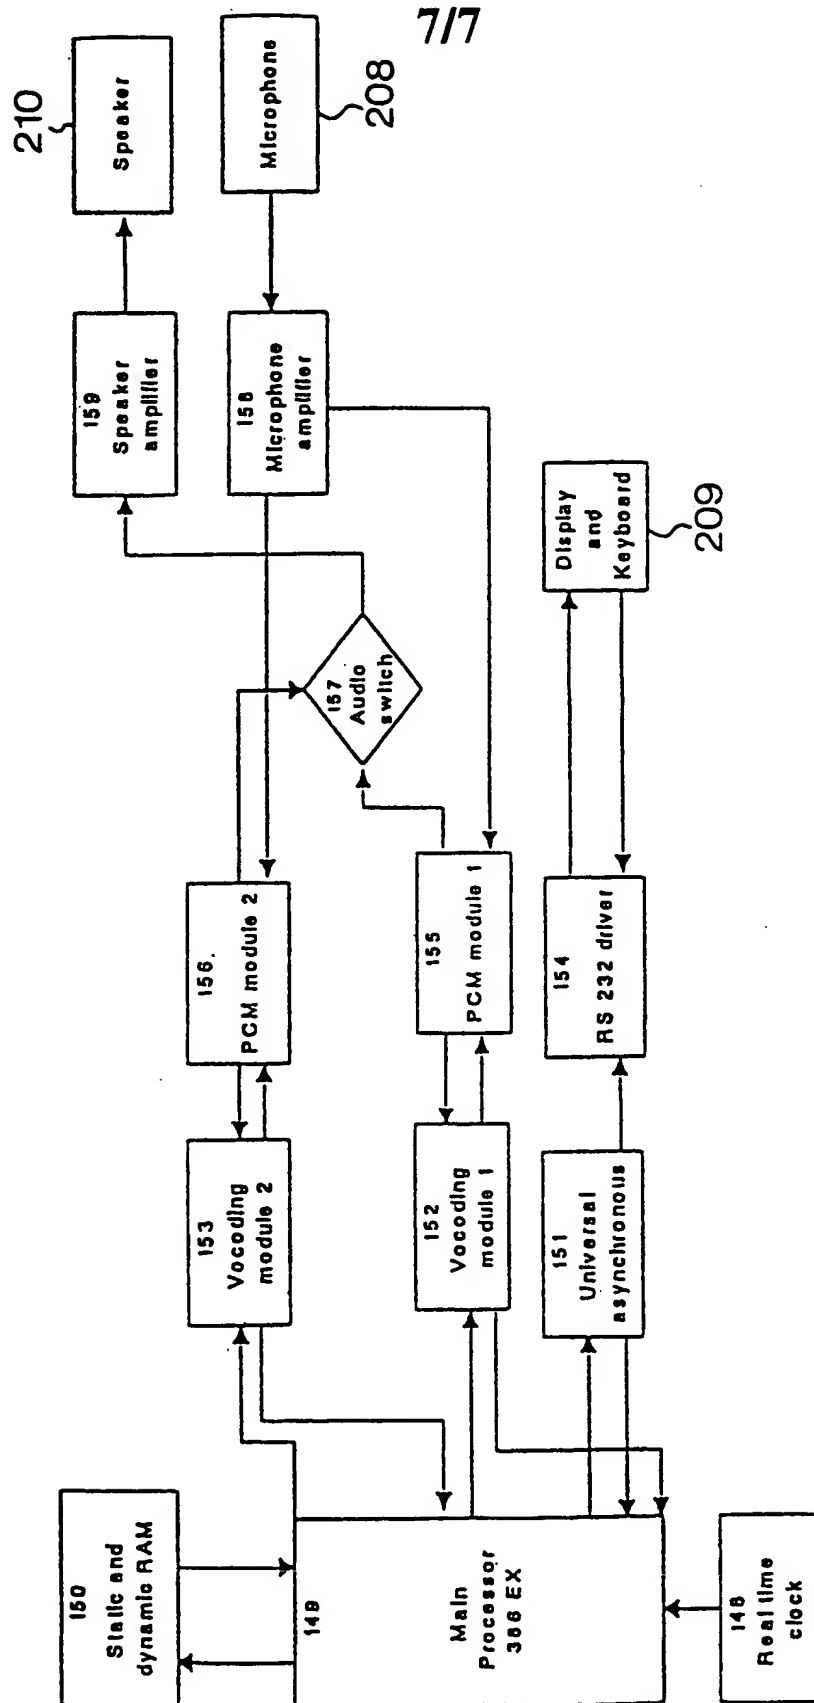 7/7
210
Speaker
Microphone
208
159
Speaker
amplifier
158
Microphone
amplifier
Display
and
Keyboard
209
157
Audio
switch
156.
PCM module 2
155
PCM module 1
154
RS 232 driver
153
Vocoding
module 2
152
Vocoding
module 1
151
Universal
asynchronous
150
Static and
dynamic RAM
149
Main
Processor
386 EX
148
Real time
clock